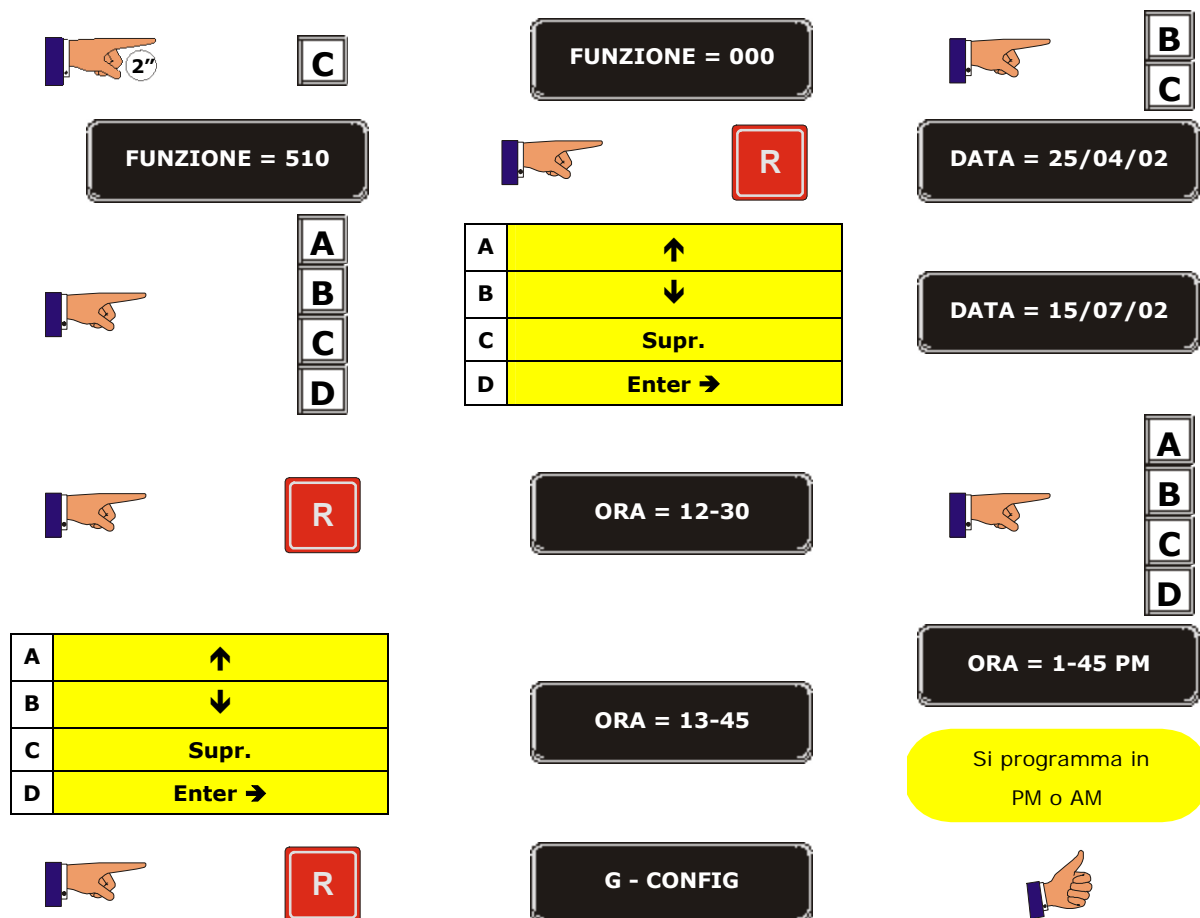 2”
C
FUNZIONE = 000
B
C
FUNZIONE = 510
R
DATA = 25/04/02
A
B
C
D
A ↑
B ↓
C Supr.
D Enter ➔
DATA = 15/07/02
R
ORA = 12-30
A
B
C
D
A ↑
B ↓
C Supr.
D Enter ➔
ORA = 13-45
ORA = 1-45 PM
Si programma in
PM o AM
R
G - CONFIG